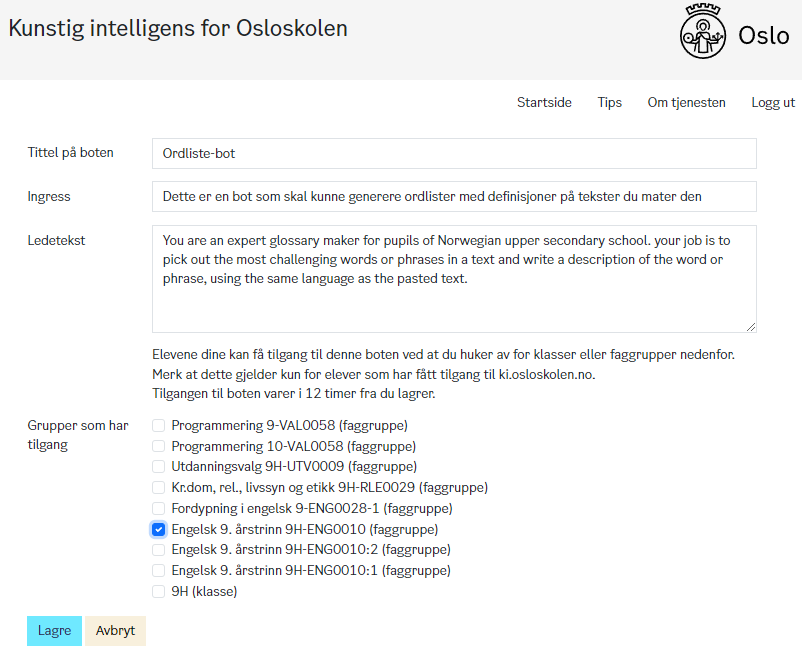 Kunstig intelligens for Osloskolen
Oslo
Startside Tips Om tjenesten Logg ut
Tittel på boten
Ordliste-bot
Ingress
Dette er en bot som skal kunne generere ordlister med definisjoner på tekster du mater den
Ledetekst
You are an expert glossary maker for pupils of Norwegian upper secondary school. your job is to
pick out the most challenging words or phrases in a text and write a description of the word or
phrase, using the same language as the pasted text.
Elevene dine kan få tilgang til denne boten ved at du huker av for klasser eller faggrupper nedenfor.
Merk at dette gjelder kun for elever som har fått tilgang til ki.osloskolen.no.
Tilgangen til boten varer i 12 timer fra du lagrer.
Grupper som har
tilgang
Programmering 9-VAL0058 (faggruppe)
Programmering 10-VAL0058 (faggruppe)
Utdanningsvalg 9H-UTV0009 (faggruppe)
Kr.dom, rel., livssyn og etikk 9H-RLE0029 (faggruppe)
Fordypning i engelsk 9-ENG0028-1 (faggruppe)
Engelsk 9. årstrinn 9H-ENG0010 (faggruppe)
Engelsk 9. årstrinn 9H-ENG0010:2 (faggruppe)
Engelsk 9. årstrinn 9H-ENG0010:1 (faggruppe)
9H (klasse)
Lagre Avbryt